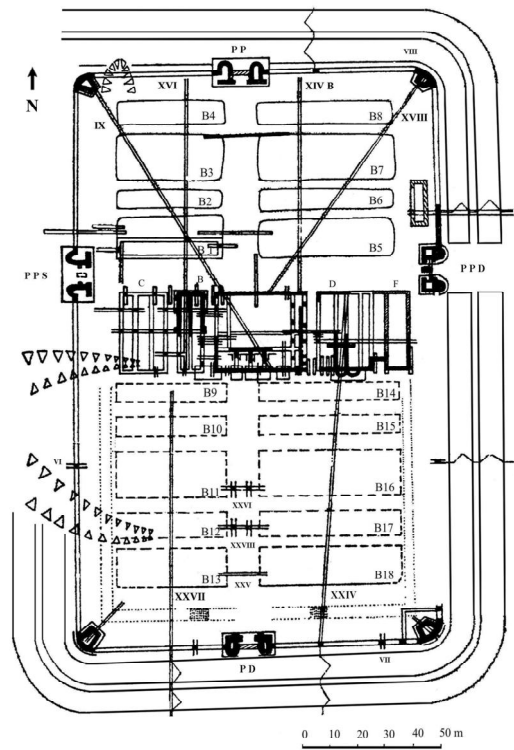 P P
VIII
N
XVI
XIV B
IX
XVIII
B4
B8
B3
B7
B2
B6
B 1
B5
P P S
P P D
C
B
D
F
B9
B14
B10
B15
VI
B11
B16
XXVI
B12
B17
XXVIII
B13
XXV
B18
XXVII
XXIV
P D
VII
0 10 20 30 40 50 m